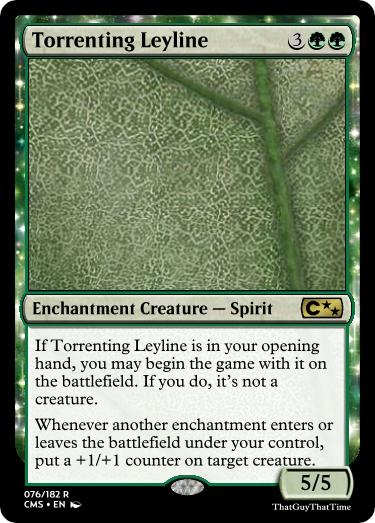 Torrenting Leyline 3
Enchantment Creature — Spirit C
If Torrenting Leyline is in your opening
hand, you may begin the game with it on
the battlefield. If you do, it's not a
creature.
Whenever another enchantment enters or
leaves the battlefield under your control,
put a +1/+1 counter on target creature.
5/5
076/182 R
CMS • EN
ThatGuyThatTime